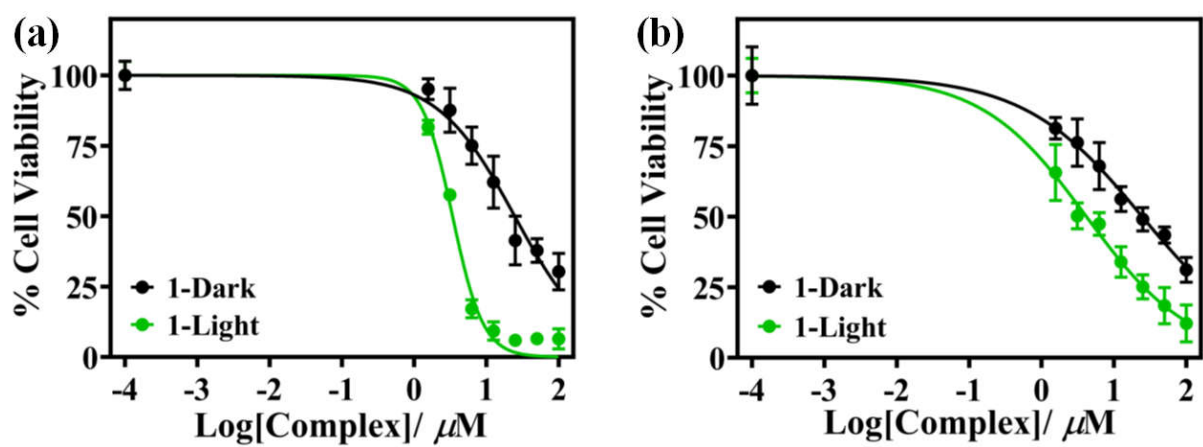 (a)
% Cell Viability
100
75
50
25
0
1-Dark
1-Light
-4 -3 -2 -1 0 1 2
Log[Complex]/ μM
(b)
% Cell Viability
100
75
50
25
0
1-Dark
1-Light
-4 -3 -2 -1 0 1 2
Log[Complex]/ μM